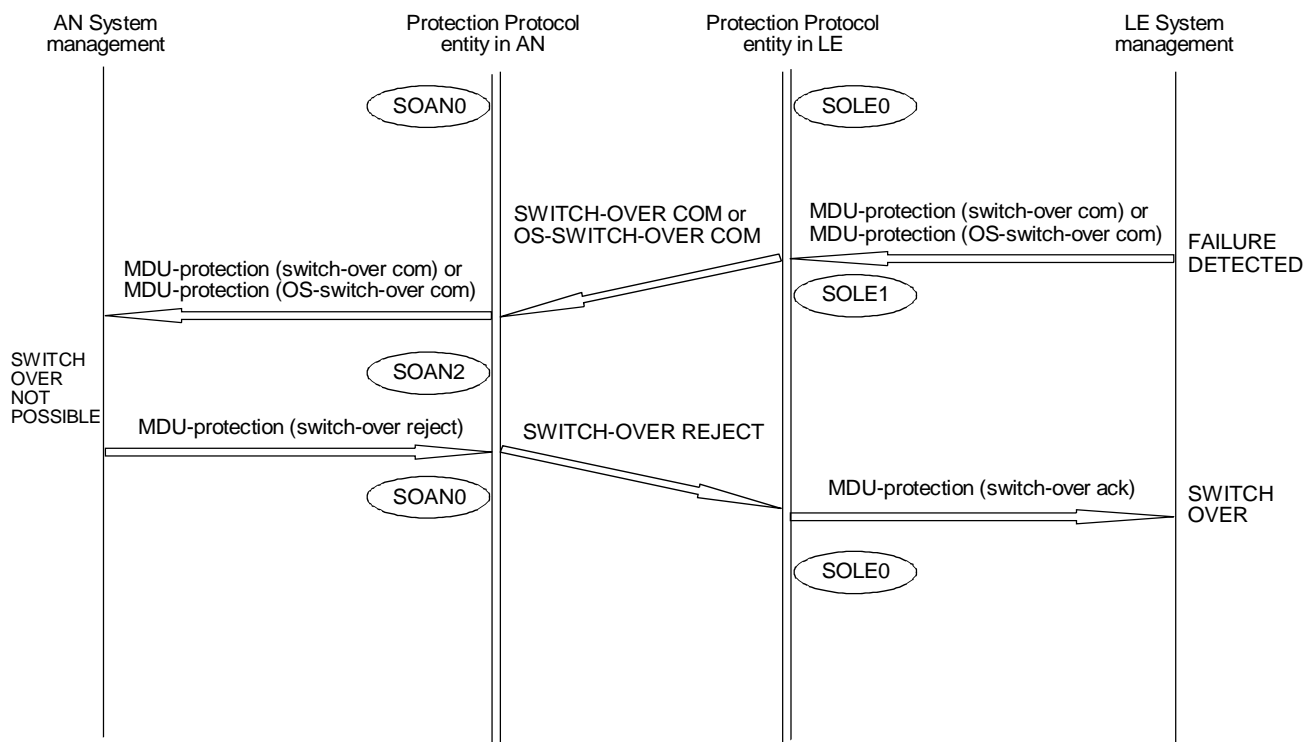 AN System
management
Protection Protocol
entity in AN
Protection Protocol
entity in LE
LE System
management
SOAN0
SOLE0
SWITCH-OVER COM or
OS-SWITCH-OVER COM
MDU-protection (switch-over com) or
MDU-protection (OS-switch-over com)
FAILURE
DETECTED
MDU-protection (switch-over com) or
MDU-protection (OS-switch-over com)
SOLE1
SWITCH
OVER
NOT
POSSIBLE
SOAN2
MDU-protection (switch-over reject)
SWITCH-OVER REJECT
SOAN0
MDU-protection (switch-over ack)
SWITCH
OVER
SOLE0